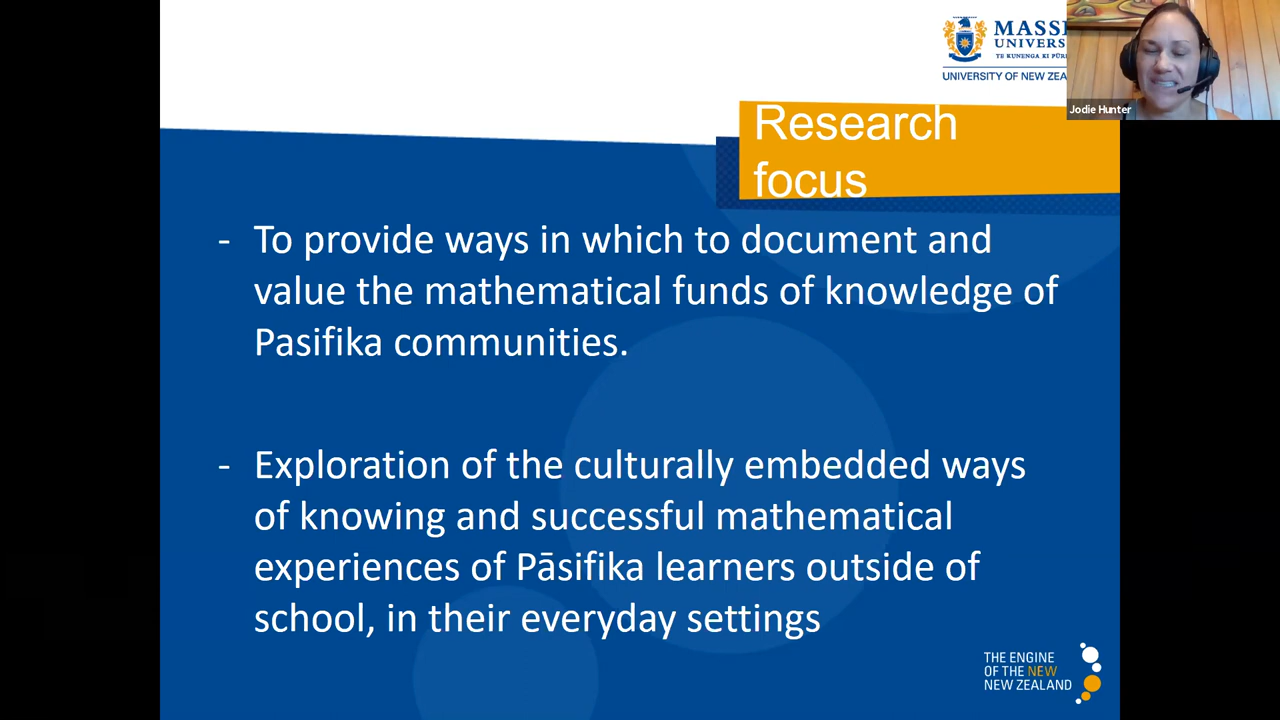 MASSE
UNIVERS
TE KUNENGA KI PŪR
UNIVERSITY OF NEW ZEA
Jodie Hunter
Research
focus
- To provide ways in which to document and
value the mathematical funds of knowledge of
Pasifika communities.
- Exploration of the culturally embedded ways
of knowing and successful mathematical
experiences of Pāsifika learners outside of
school, in their everyday settings
THE ENGINE
OF THE NEW
NEW ZEALAND